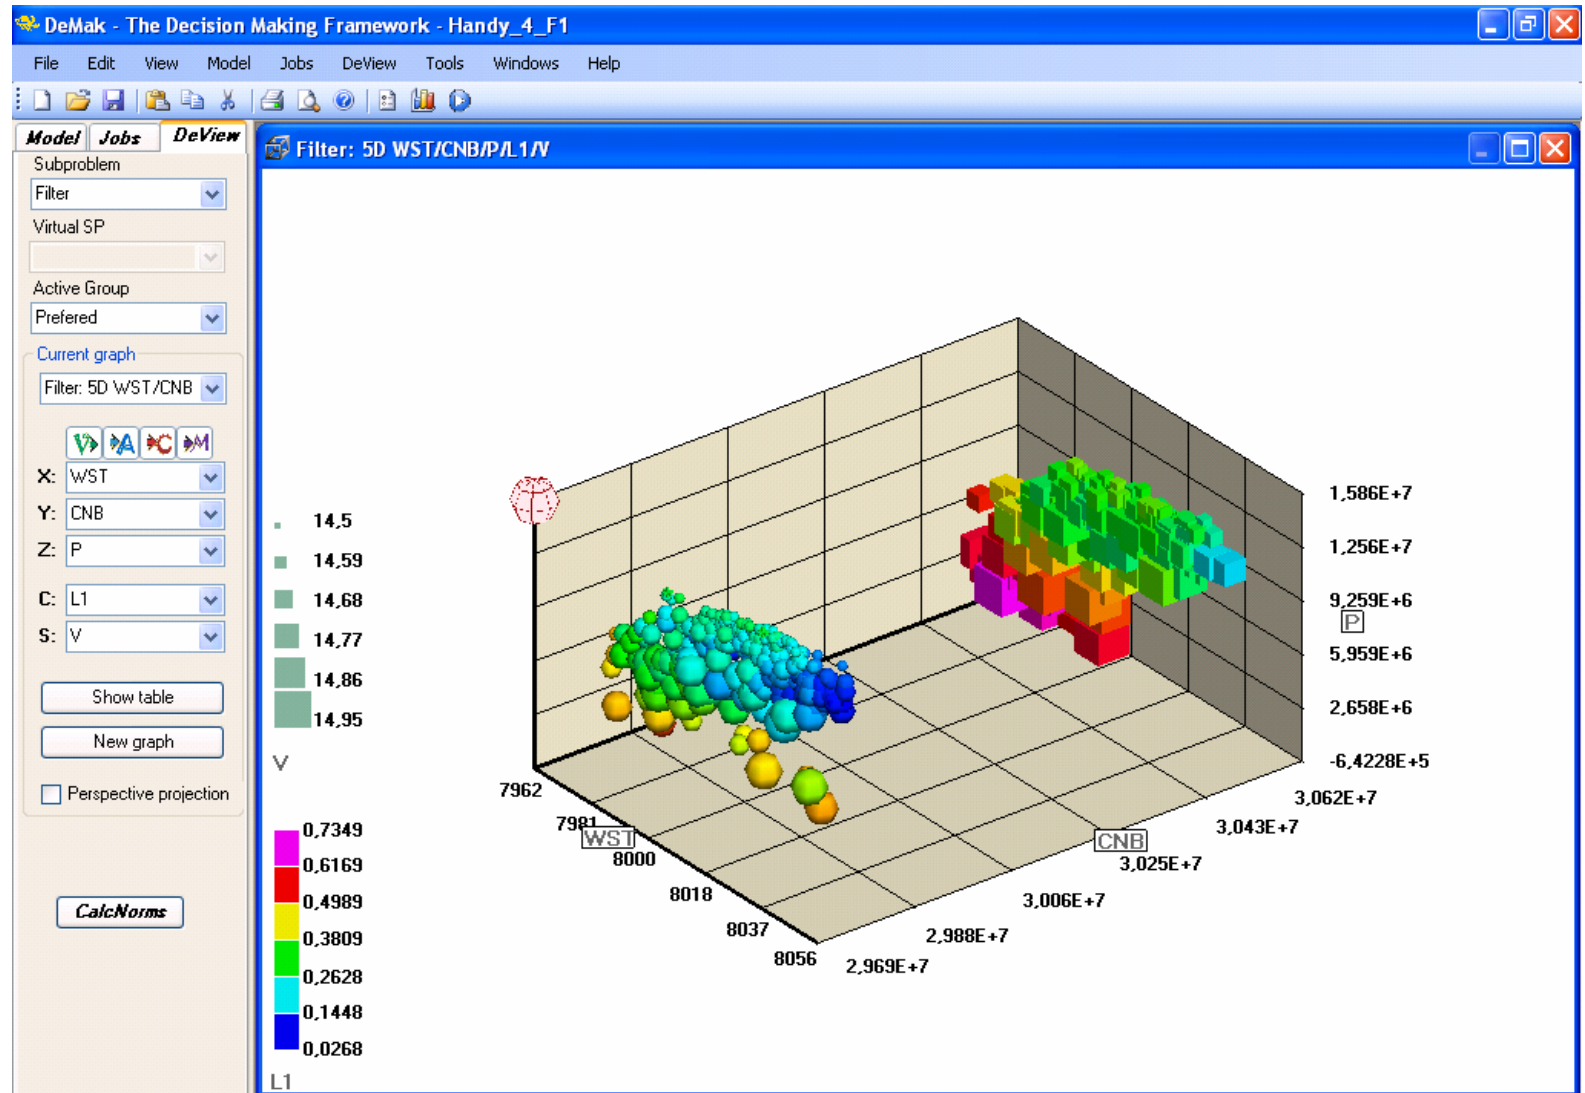 DeMak - The Decision Making Framework - Handy_4_F1
File Edit View Model Jobs DeView Tools Windows Help
Model Jobs DeView
Subproblem
Filter
Virtual SP
Active Group
Prefered
Current graph
Filter: 5D WST/CNB
V A C M
X: WST
Y: CNB
Z: P
C: L1
S: V
Show table
New graph
Perspective projection
CalcNorms
Filter: 5D WST/CNB/P/L1/V
14,5
14,59
14,68
14,77
14,86
14,95
V
0,7349
0,6169
0,4989
0,3809
0,2628
0,1448
0,0268
L1
7962
7981
WST
8000
8018
8037
8056
2,969E+7
2,988E+7
3,006E+7
3,025E+7
CNB
3,043E+7
3,062E+7
1,586E+7
1,256E+7
9,259E+6
P
5,959E+6
2,658E+6
-6,4228E+5